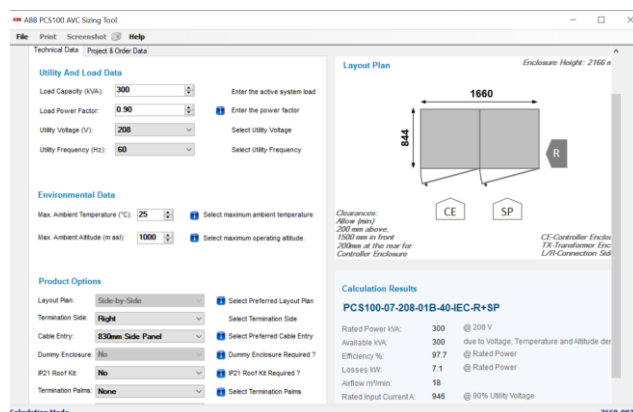 ABB ABB PCS100 AVC Sizing Tool
File Print Screenshot Help
Technical Data Project & Order Data
Utility And Load Data
Load Capacity (kVA): 300 Enter the active system load
Load Power Factor: 0.90 Enter the power factor
Utility Voltage (V): 208 Select Utility Voltage
Utility Frequency (Hz): 60 Select Utility Frequency
Environmental Data
Max. Ambient Temperature (°C): 25 Select maximum ambient temperature
Max. Ambient Altitude (m asl): 1000 Select maximum operating altitude.
Product Options
Layout Plan: Side-by-Side Select Preferred Layout Plan
Termination Side: Right Select Termination Side
Cable Entry: 830mm Side Panel Select Preferred Cable Entry
Dummy Enclosure: No Dummy Enclosure Required ?
IP21 Roof Kit: No IP21 Roof Kit Required ?
Termination Palms: None Select Termination Palms
Layout Plan
Enclosure Height: 2166 m
1660
844
R
CE
SP
Clearances:
Allow (min)
200 mm above,
1500 mm in front
200mm at the rear for
Controller Enclosure
CE-Controller Enclo
TX-Transformer Enc
L/R-Connection Sid
Calculation Results
PCS100-07-208-01B-40-IEC-R+SP
Rated Power kVA: 300 @ 208 V
Available kVA: 300 due to Voltage, Temperature and Altitude der
Efficiency %: 97.7 @ Rated Power
Losses kW: 7.1 @ Rated Power
Airflow m³/min: 18
Rated Input Current A: 946 @ 90% Utility Voltage